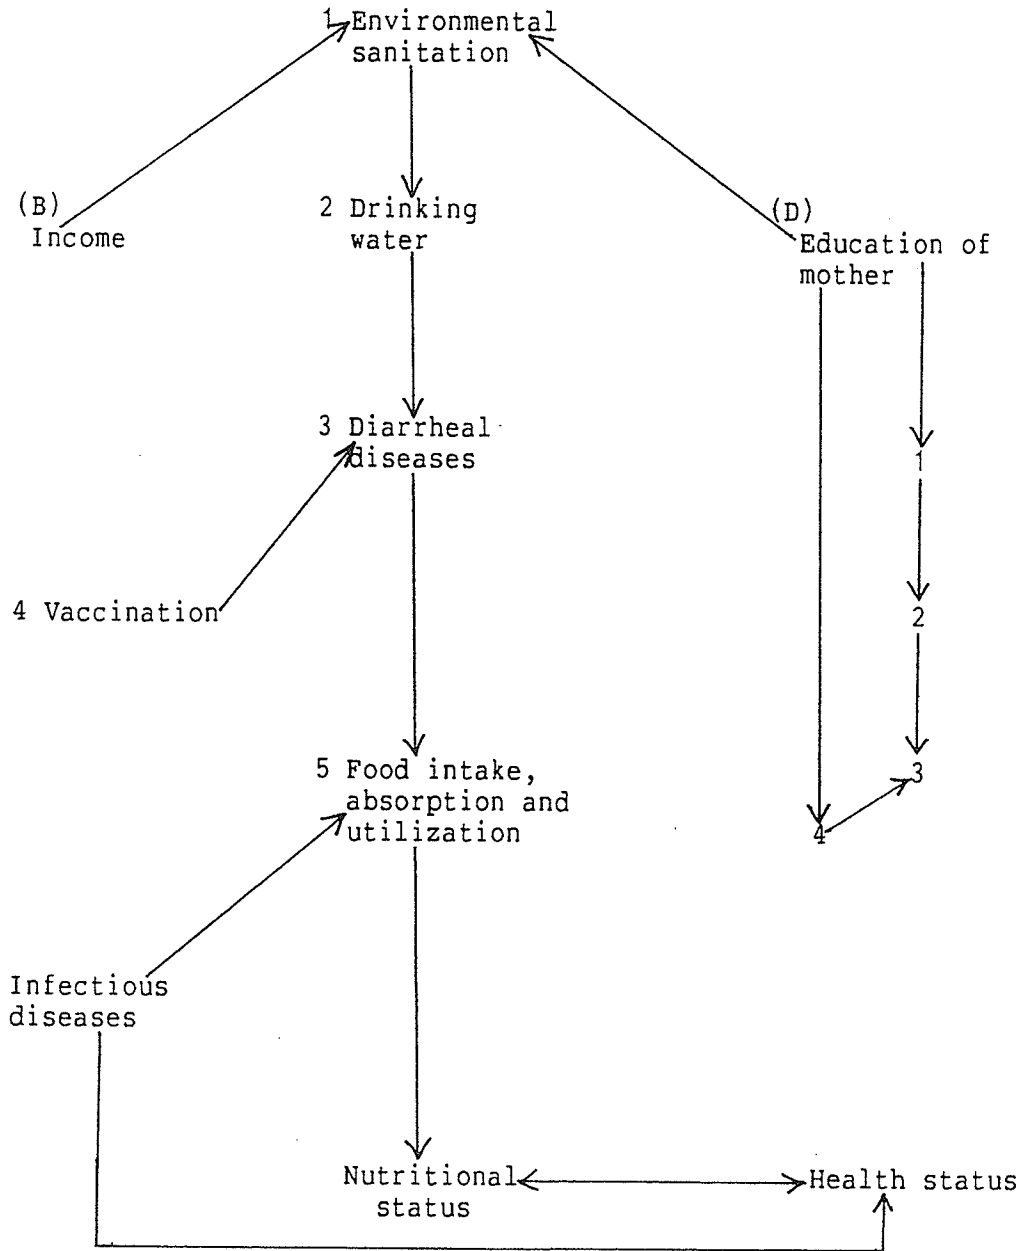 1 Environmental
sanitation
(B)
Income
2 Drinking
water
(D)
Education of
mother
3 Diarrheal
diseases
1
4 Vaccination
2
5 Food intake,
absorption and
utilization
3
4
Infectious
diseases
Nutritional
status
Health status